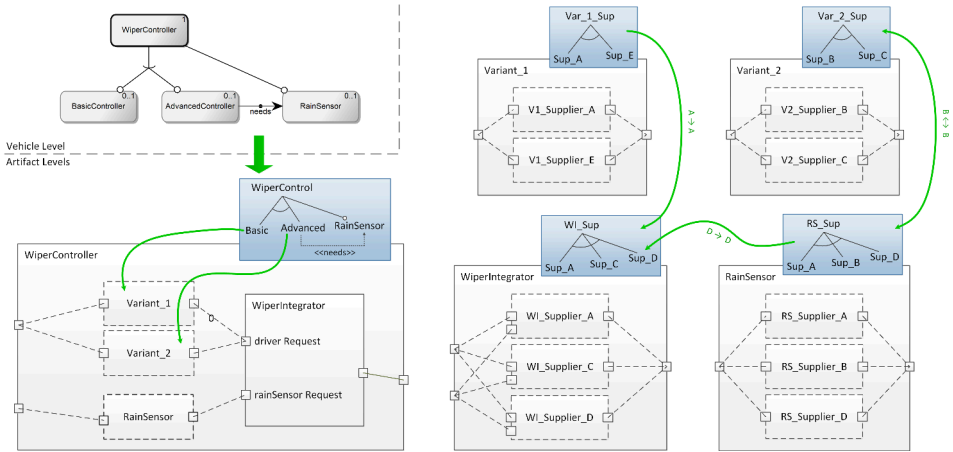 1
WiperController
0..1
0..1
0..1
BasicController
AdvancedController
RainSensor
needs
Vehicle Level
Artifact Levels
WiperControl
Basic
Advanced
RainSensor
<<needs>>
WiperController
Variant_1
Variant_2
RainSensor
WiperIntegrator
driver Request
rainSensor Request
Var_1_Sup
Sup_A
Sup_E
Variant_1
V1_Supplier_A
V1_Supplier_E
A → A
Var_2_Sup
Sup_B
Sup_C
Variant_2
V2_Supplier_B
V2_Supplier_C
B ↔ B
WI_Sup
Sup_A
Sup_C
Sup_D
D → D
WiperIntegrator
WI_Supplier_A
WI_Supplier_C
WI_Supplier_D
RS_Sup
Sup_A
Sup_B
Sup_D
RainSensor
RS_Supplier_A
RS_Supplier_B
RS_Supplier_D